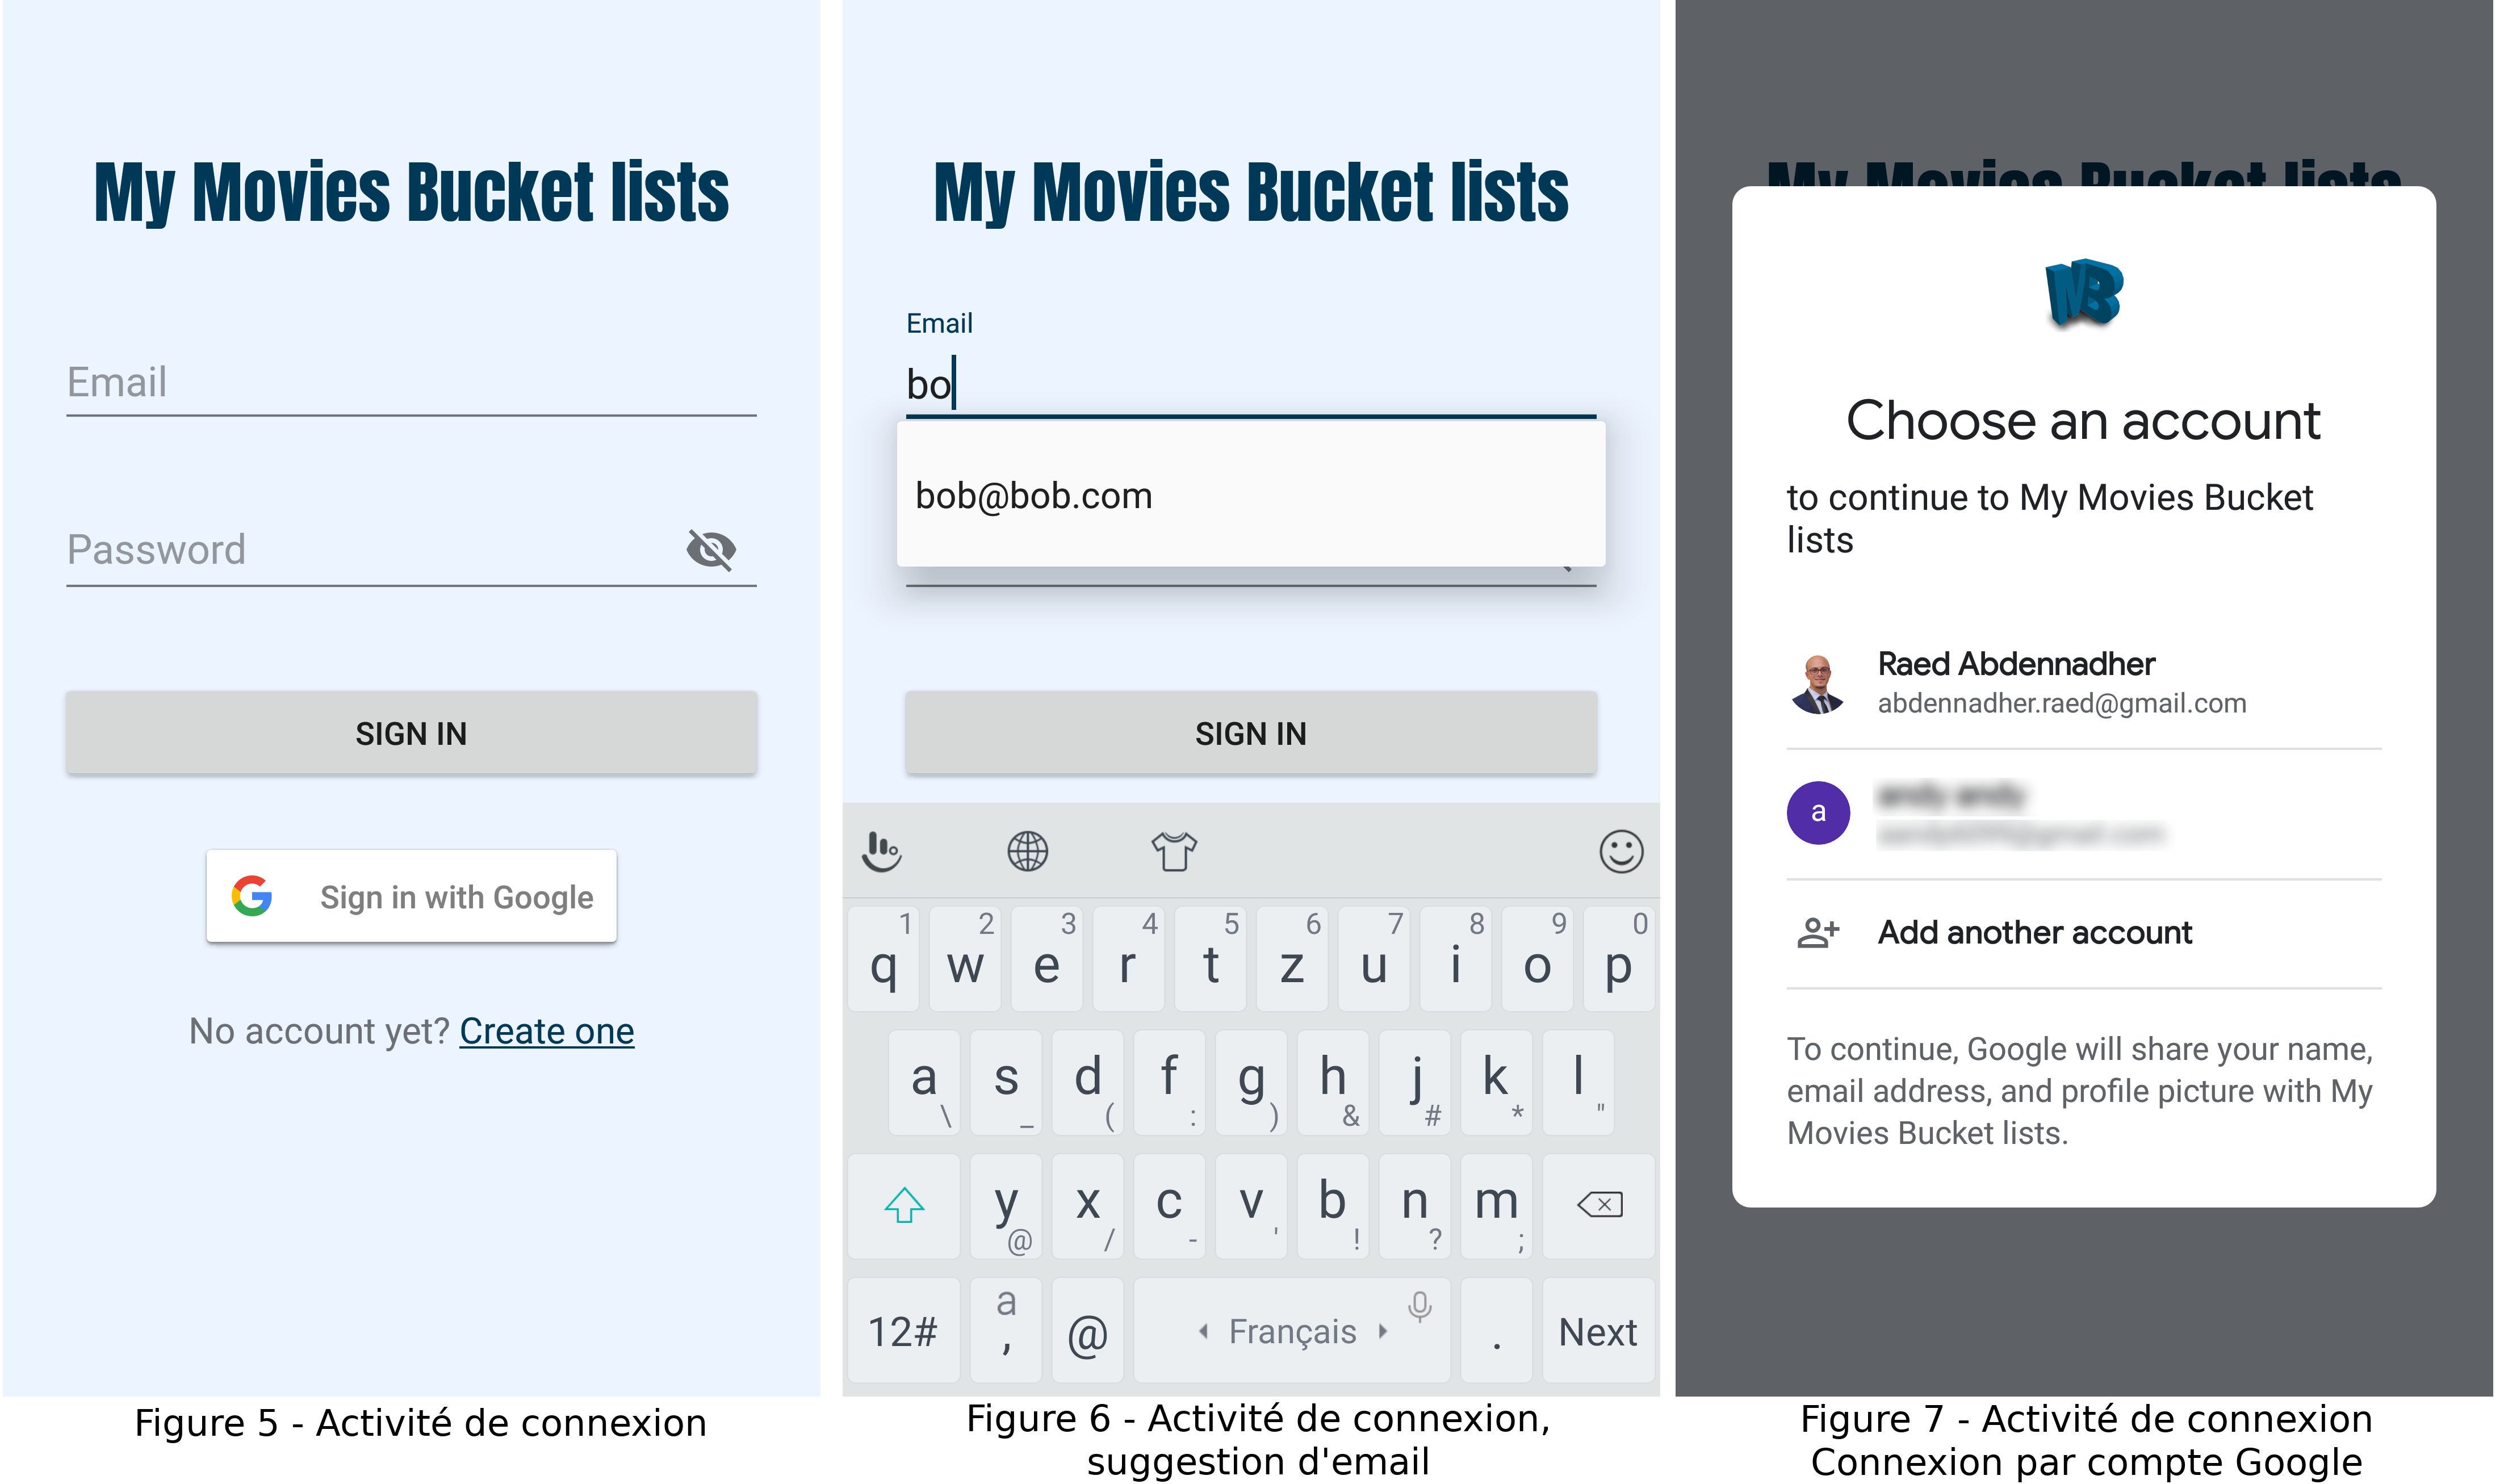 My Movies Bucket lists
Email
Password
SIGN IN
Sign in with Google
No account yet? Create one
Figure 5 - Activité de connexion
My Movies Bucket lists
Email
bo
bob@bob.com
SIGN IN
1 2 3 4 5 6 7 8 9 0
q w e r t z u i o p
a s d f g h j k l
\ _ ( : ) & # * "
y x c v b n m
@ / - ' ! ? ;
a
12# , @ Français . Next
Figure 6 - Activité de connexion,
suggestion d'email
My Movies Bucket lists
MB
Choose an account
to continue to My Movies Bucket
lists
Raed Abdennadher
abdennadher.raed@gmail.com
a
Add another account
To continue, Google will share your name,
email address, and profile picture with My
Movies Bucket lists.
Figure 7 - Activité de connexion
Connexion par compte Google